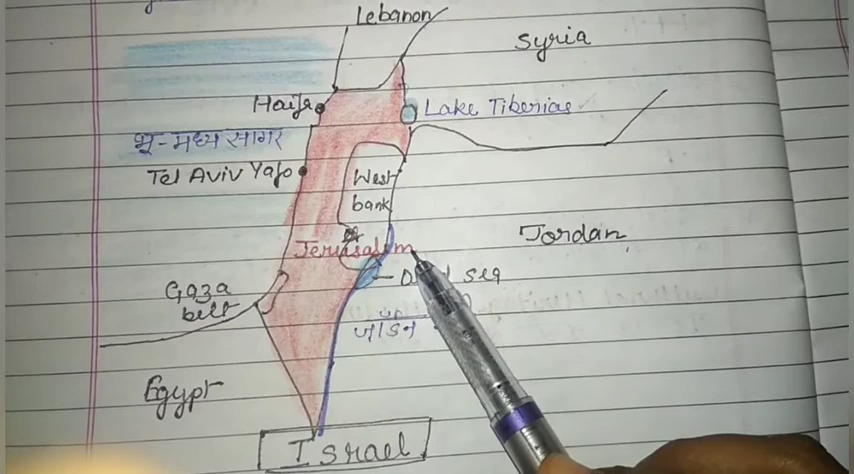 Lebanon
Syria
Haifa
Lake Tiberias
भू-मध्य सागर
Tel Aviv Yafo
West
bank
Jerusalem
Jordan
sea
Gaza
belt
Egypt
Israel